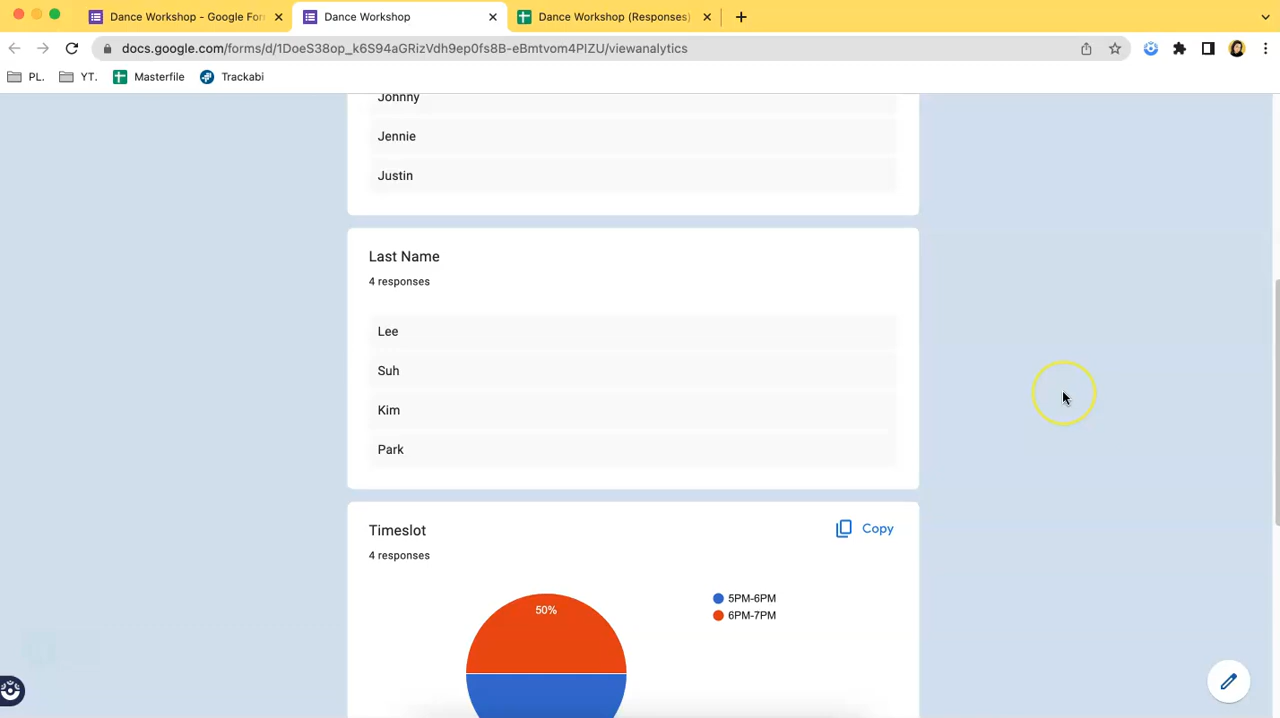 Dance Workshop - Google For
Dance Workshop
Dance Workshop (Responses)
docs.google.com/forms/d/1DoeS38op_k6S94aGRizVdh9ep0fs8B-eBmtvom4PIZU/viewanalytics
PL.
YT.
Masterfile
Trackabi
Johnny
Jennie
Justin
Last Name
4 responses
Lee
Suh
Kim
Park
Timeslot
Copy
4 responses
50%
5PM-6PM
6PM-7PM